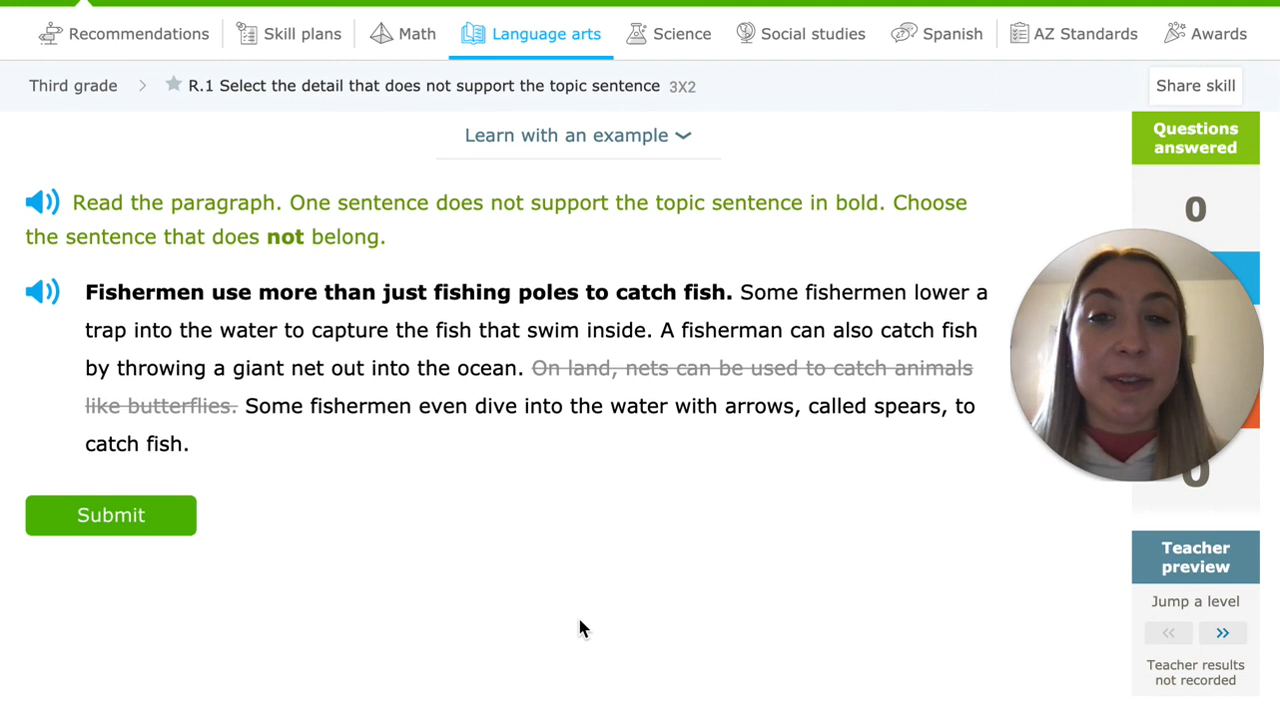 Recommendations Skill plans Math Language arts Science Social studies Spanish AZ Standards Awards
Third grade R.1 Select the detail that does not support the topic sentence 3X2 Share skill
Learn with an example
Questions
answered
0
Read the paragraph. One sentence does not support the topic sentence in bold. Choose
the sentence that does not belong.
Fishermen use more than just fishing poles to catch fish. Some fishermen lower a
trap into the water to capture the fish that swim inside. A fisherman can also catch fish
by throwing a giant net out into the ocean. On land, nets can be used to catch animals
like butterflies. Some fishermen even dive into the water with arrows, called spears, to
catch fish.
0
Submit
Teacher
preview
Jump a level
Teacher results
not recorded